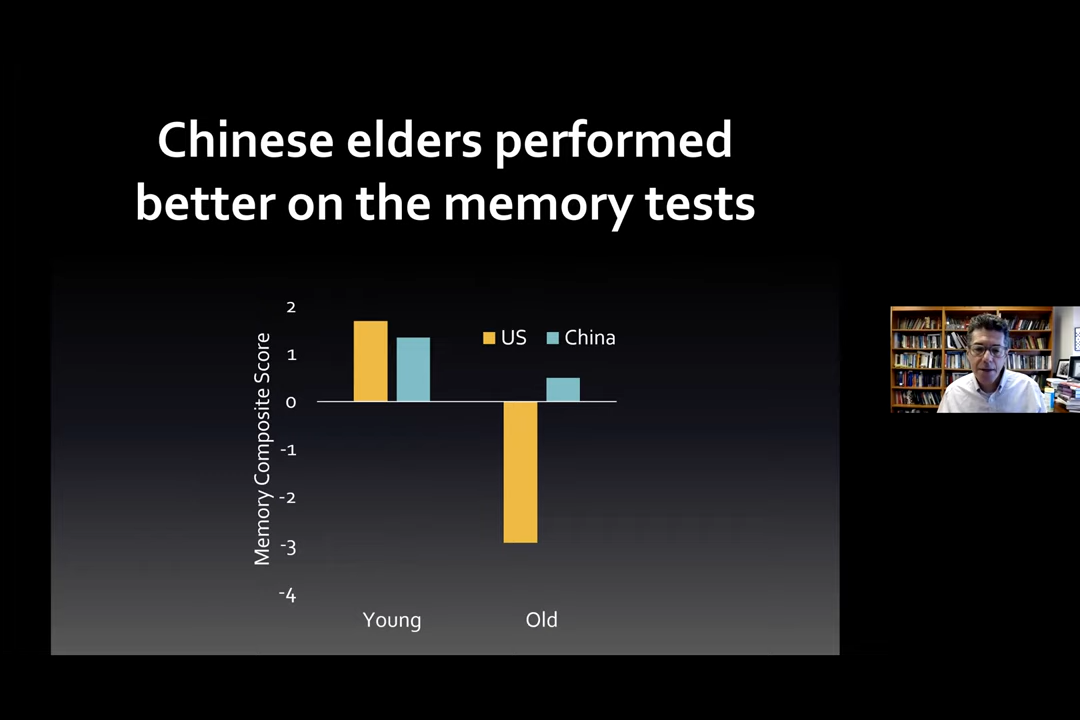 Chinese elders performed
better on the memory tests
Memory Composite Score
2
1
0
-1
-2
-3
-4
US
China
Young
Old